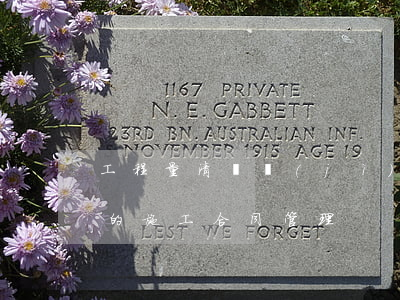 1167 PRIVATE
N. E. GABBETT
23RD BN. AUSTRALIAN INF.
NOVEMBER 1915 AGE 19
工程量清
的施工合同管理
LEST WE FORGET